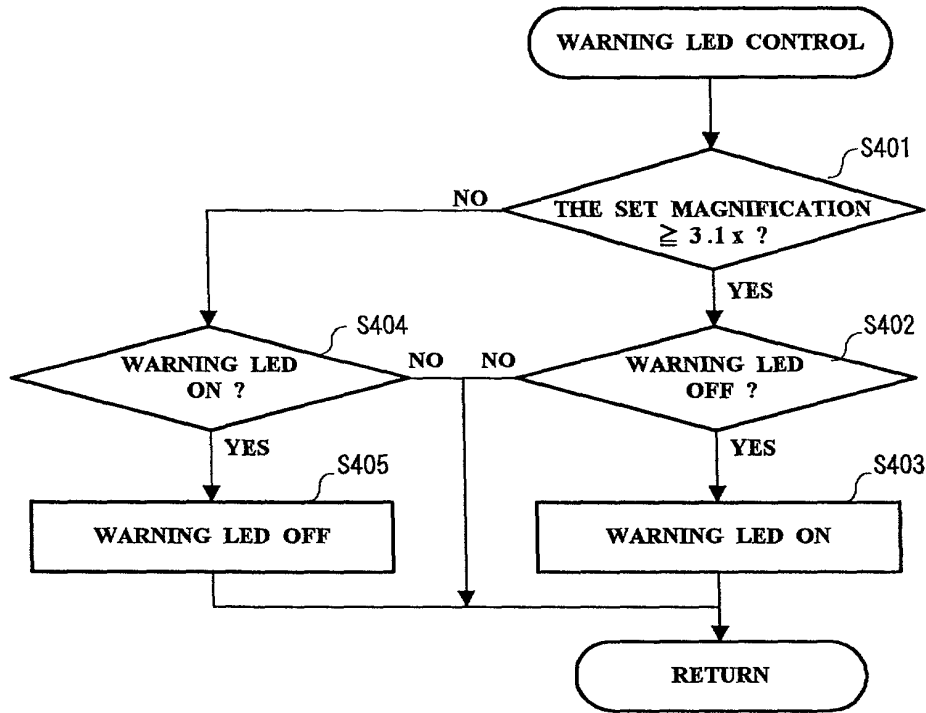 WARNING LED CONTROL
S401
NO
THE SET MAGNIFICATION
≧ 3.1x ?
YES
S404
S402
WARNING LED
ON ?
NO
NO
WARNING LED
OFF ?
YES
YES
S405
S403
WARNING LED OFF
WARNING LED ON
RETURN